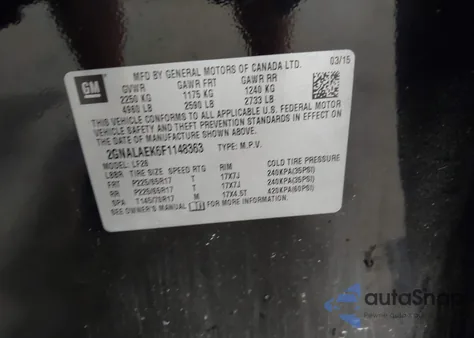 GM
MFD BY GENERAL MOTORS OF CANADA LTD. 03/15
GVWR GAWR FRT GAWR RR
2250 KG 1175 KG 1240 KG
4960 LB 2590 LB 2733 LB
THIS VEHICLE CONFORMS TO ALL APPLICABLE U.S. FEDERAL MOTOR
VEHICLE SAFETY AND THEFT PREVENTION STANDARDS IN EFFECT ON
THE DATE OF MANUFACTURE SHOWN ABOVE.
2GNALAEK6F1148363 TYPE: M.P.V.
MODEL: LF26
TIRE SIZE SPEED RTG RIM COLD TIRE PRESSURE
FRT P225/65R17 T 17X7J 240KPA(35PSI)
RR P225/65R17 T 17X7J 240KPA(35PSI)
SPA T145/70R17 M 17X4.5T 420KPA(60PSI)
SEE OWNER'S MANUAL FOR MORE INFORMATION.
autoSnap